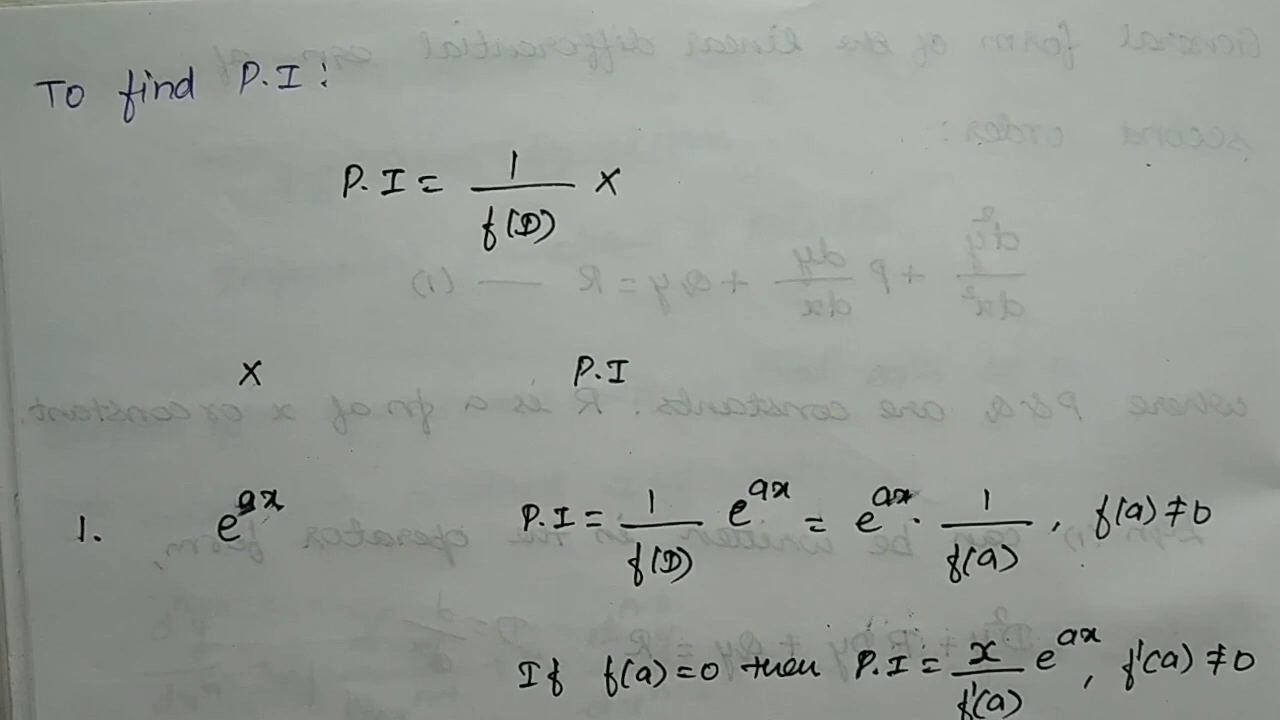 To find P.I:
P.I = 1/f(D) X
X P.I
1. e^ax P.I = 1/f(D) e^ax = e^ax . 1/f(a) , f(a) ≠ 0
If f(a) = 0 then P.I = x/f'(a) e^ax , f'(a) ≠ 0